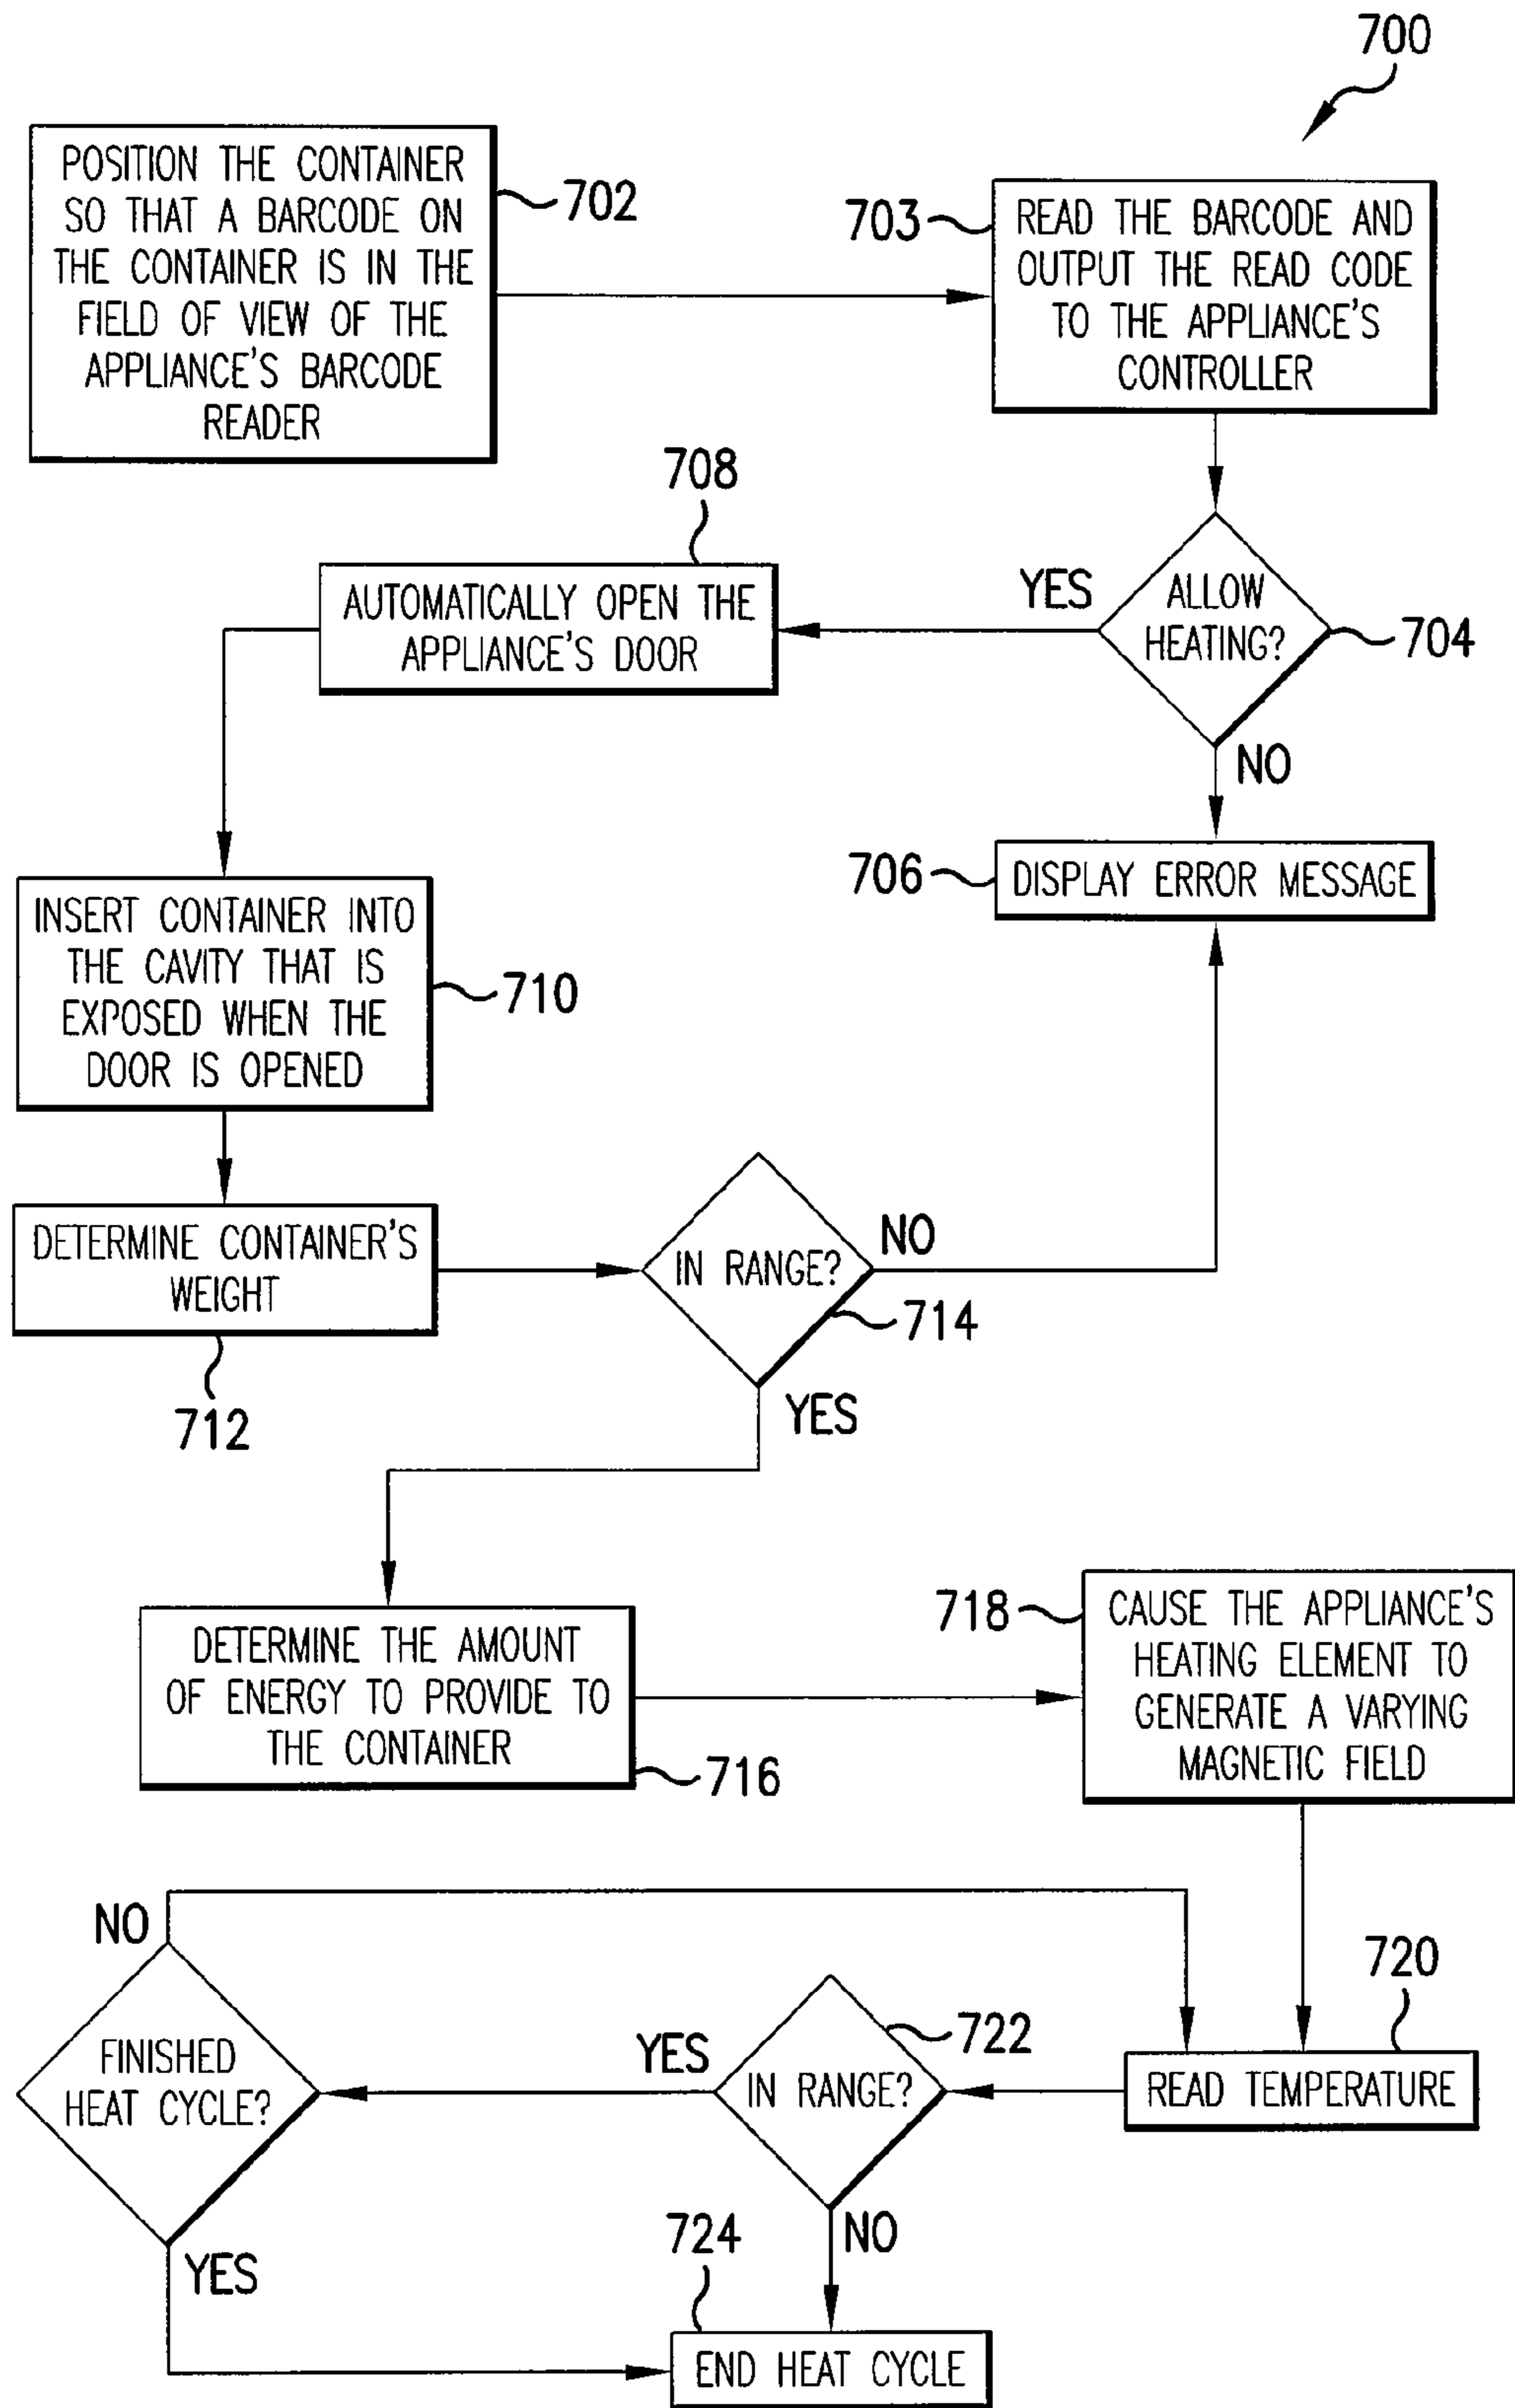 700
POSITION THE CONTAINER
SO THAT A BARCODE ON
THE CONTAINER IS IN THE
FIELD OF VIEW OF THE
APPLIANCE'S BARCODE
READER
702
703
READ THE BARCODE AND
OUTPUT THE READ CODE
TO THE APPLIANCE'S
CONTROLLER
708
AUTOMATICALLY OPEN THE
APPLIANCE'S DOOR
YES
ALLOW
HEATING?
704
NO
706
DISPLAY ERROR MESSAGE
INSERT CONTAINER INTO
THE CAVITY THAT IS
EXPOSED WHEN THE
DOOR IS OPENED
710
DETERMINE CONTAINER'S
WEIGHT
712
IN RANGE?
NO
714
YES
DETERMINE THE AMOUNT
OF ENERGY TO PROVIDE TO
THE CONTAINER
716
718
CAUSE THE APPLIANCE'S
HEATING ELEMENT TO
GENERATE A VARYING
MAGNETIC FIELD
720
READ TEMPERATURE
722
IN RANGE?
YES
NO
NO
FINISHED
HEAT CYCLE?
YES
724
END HEAT CYCLE